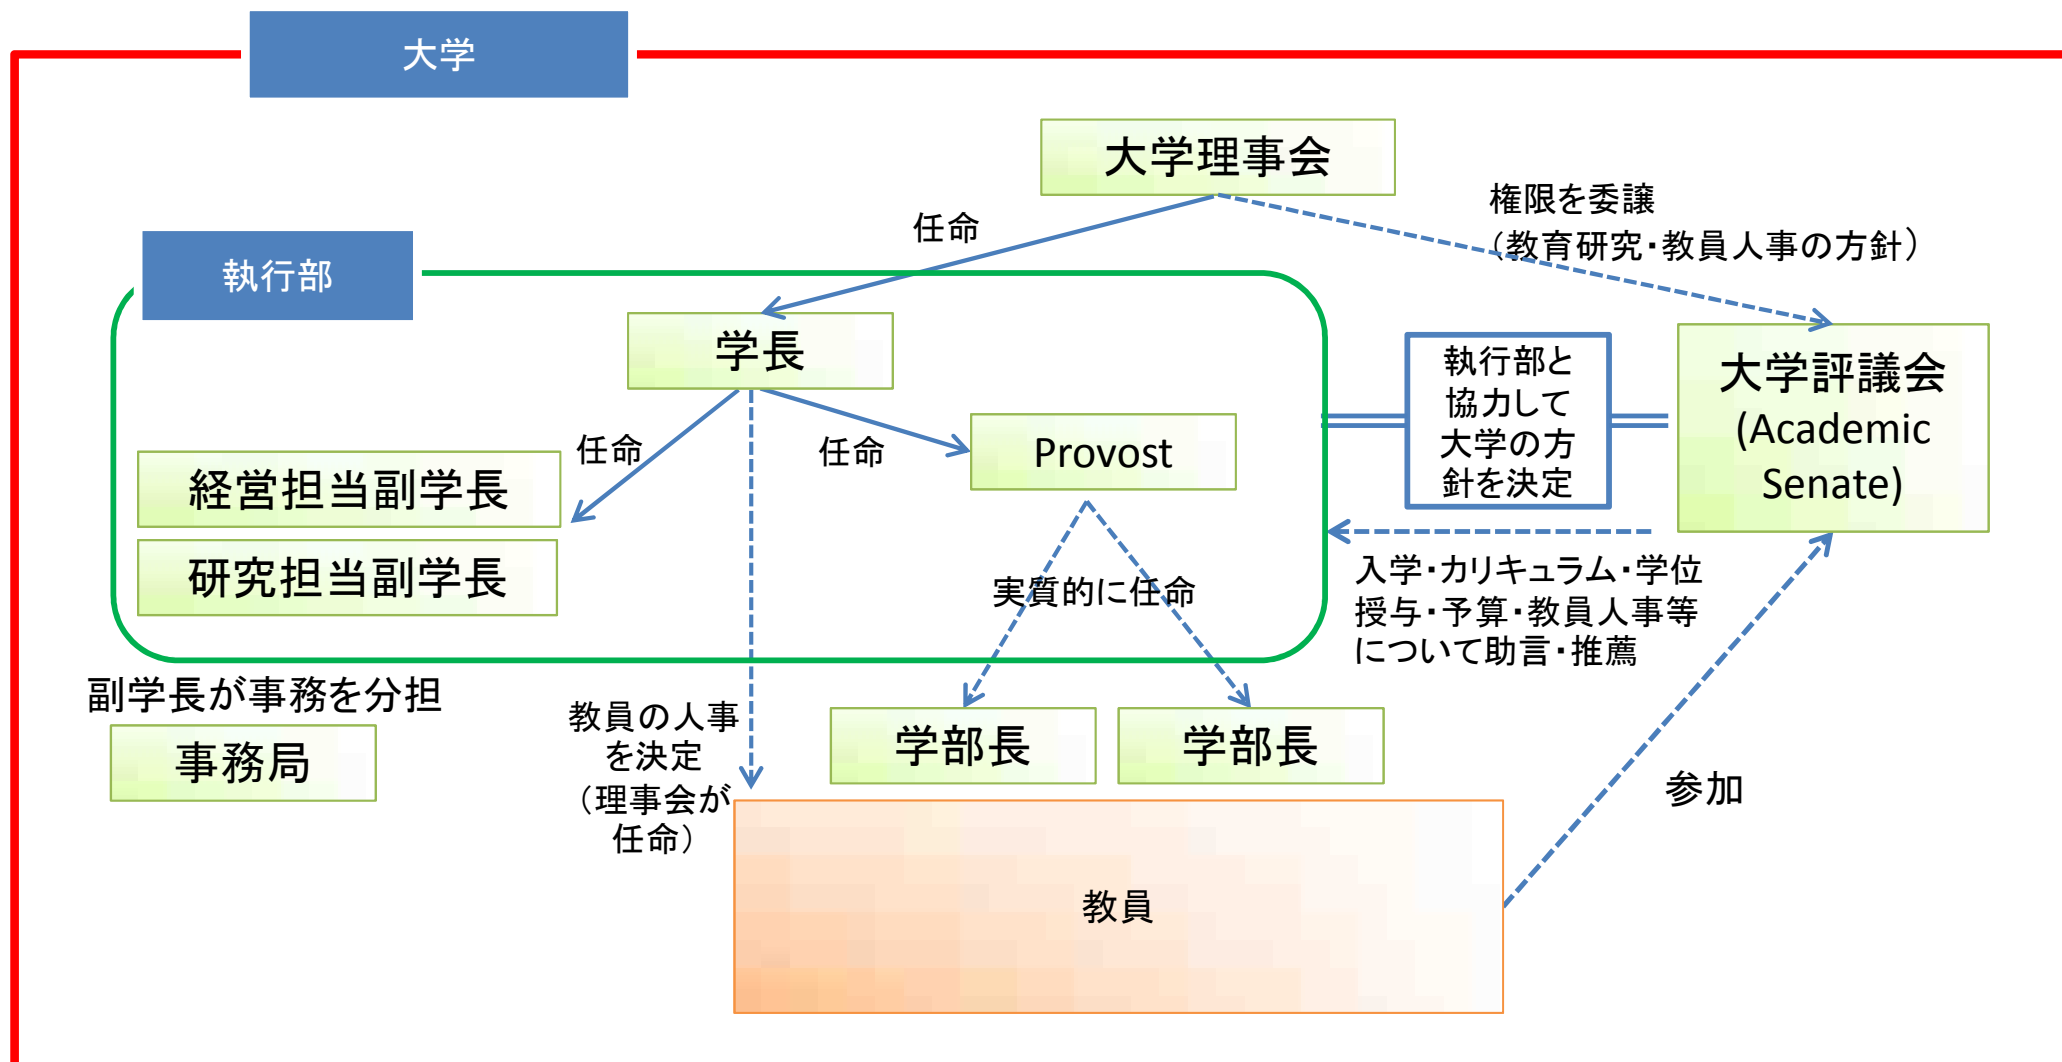 大学
大学理事会
権限を委譲
（教育研究・教員人事の方針）
任命
執行部
学長
執行部と
協力して
大学の方
針を決定
大学評議会
(Academic
Senate)
任命
任命
Provost
経営担当副学長
研究担当副学長
実質的に任命
入学・カリキュラム・学位
授与・予算・教員人事等
について助言・推薦
副学長が事務を分担
事務局
教員の人事
を決定
（理事会が
任命）
学部長
学部長
参加
教員